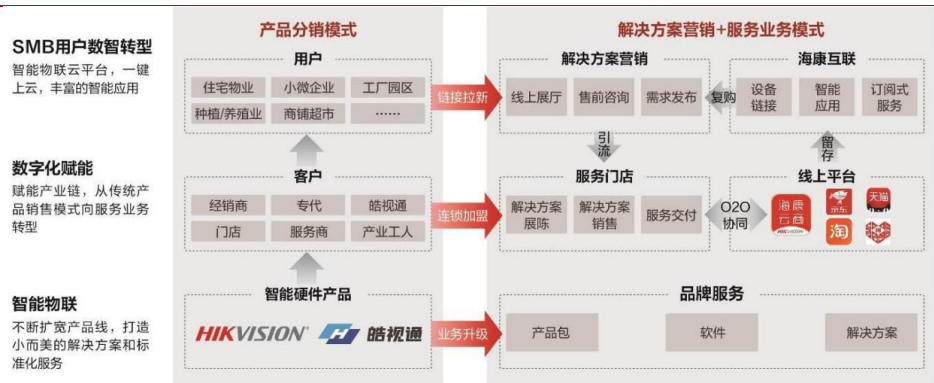 SMB用户数智转型
智能物联云平台，一键
上云，丰富的智能应用
数字化赋能
赋能产业链，从传统产
品销售模式向服务业务
转型
智能物联
不断扩宽产品线，打造
小而美的解决方案和标
准化服务
产品分销模式
用户
住宅物业
小微企业
工厂园区
种植/养殖业
商铺超市
……
客户
经销商
专代
皓视通
门店
服务商
产业工人
智能硬件产品
HIKVISION
皓视通
链接拉新
连锁加盟
业务升级
解决方案营销+服务业务模式
解决方案营销
线上展厅
售前咨询
需求发布
复购
海康互联
设备
链接
智能
应用
订阅式
服务
引
流
留
存
服务门店
解决方案
展陈
解决方案
销售
服务交付
O2O
协同
线上平台
海康
云商
HIKVISION
京东
天猫
淘
品牌服务
产品包
软件
解决方案